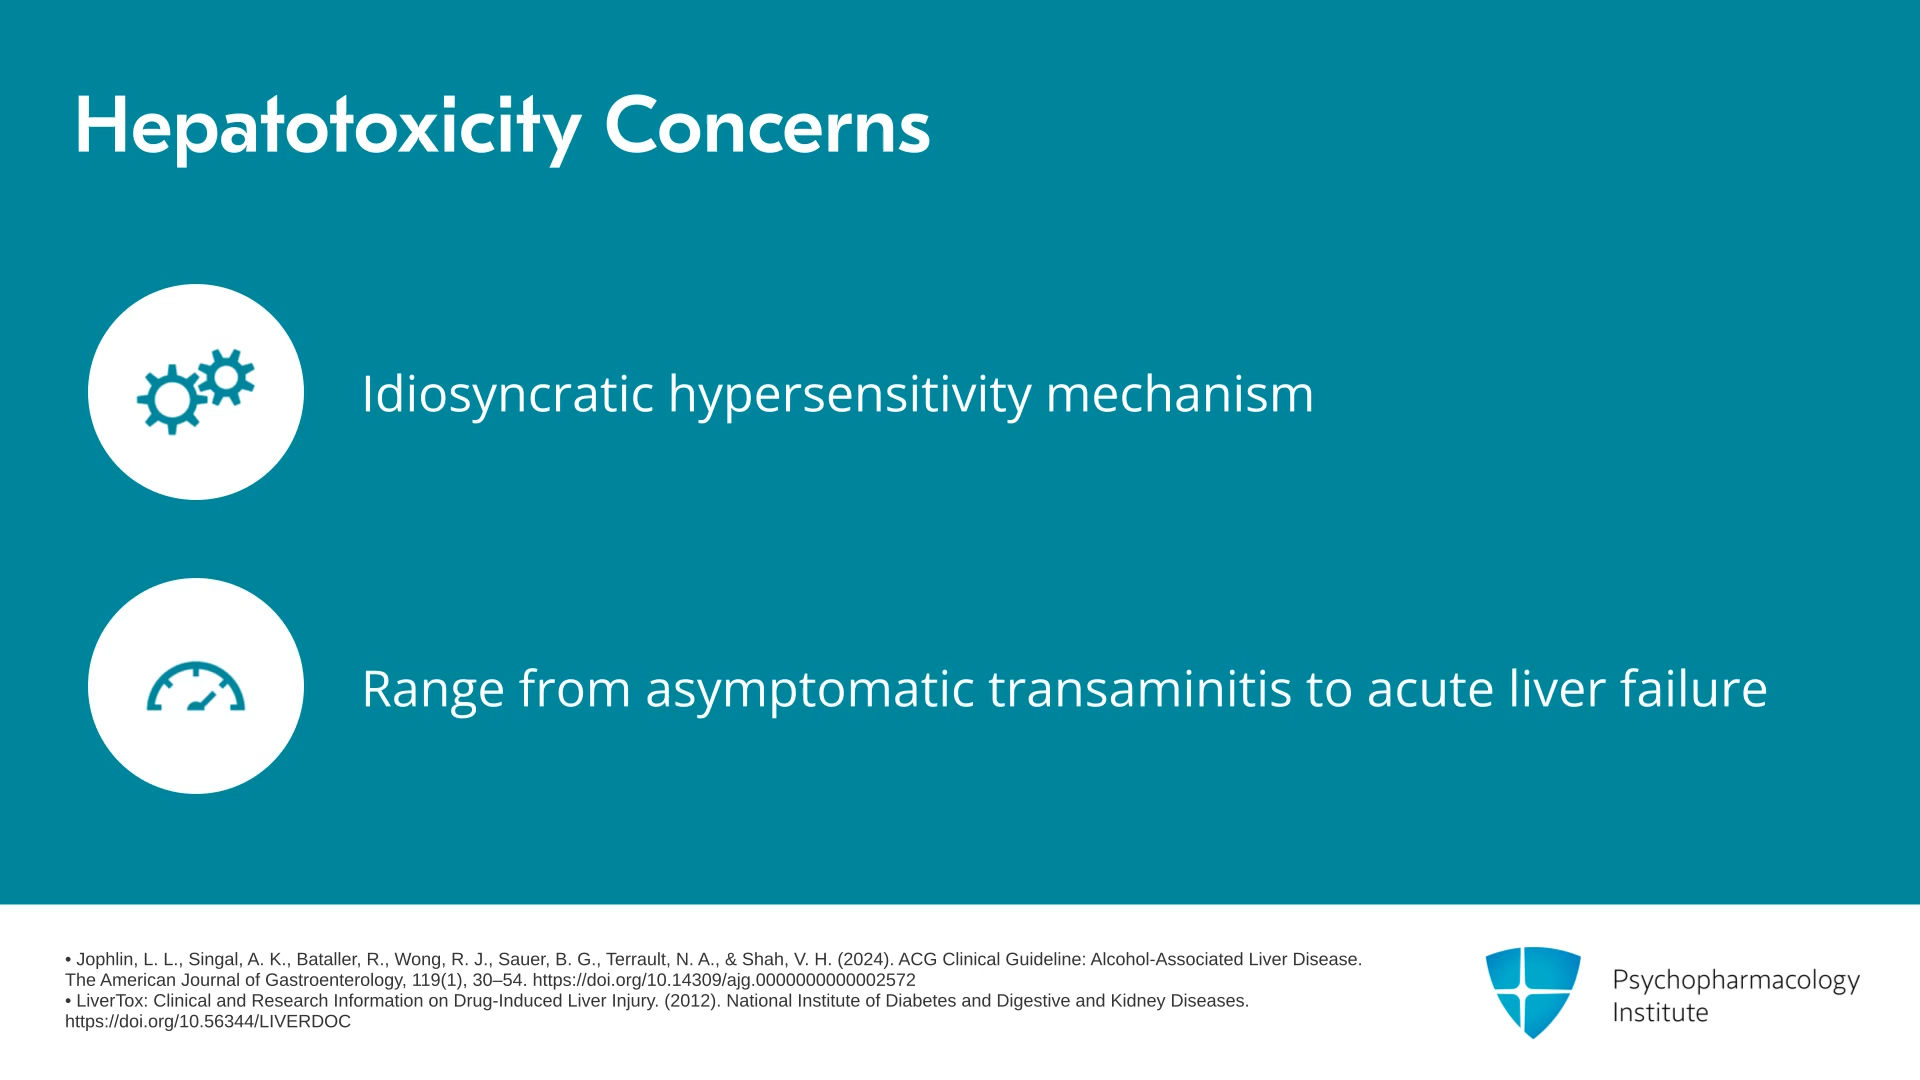 Hepatotoxicity Concerns
Idiosyncratic hypersensitivity mechanism
Range from asymptomatic transaminitis to acute liver failure
• Jophlin, L. L., Singal, A. K., Bataller, R., Wong, R. J., Sauer, B. G., Terrault, N. A., & Shah, V. H. (2024). ACG Clinical Guideline: Alcohol-Associated Liver Disease.
The American Journal of Gastroenterology, 119(1), 30–54. https://doi.org/10.14309/ajg.0000000000002572
• LiverTox: Clinical and Research Information on Drug-Induced Liver Injury. (2012). National Institute of Diabetes and Digestive and Kidney Diseases.
https://doi.org/10.56344/LIVERDOC
Psychopharmacology
Institute